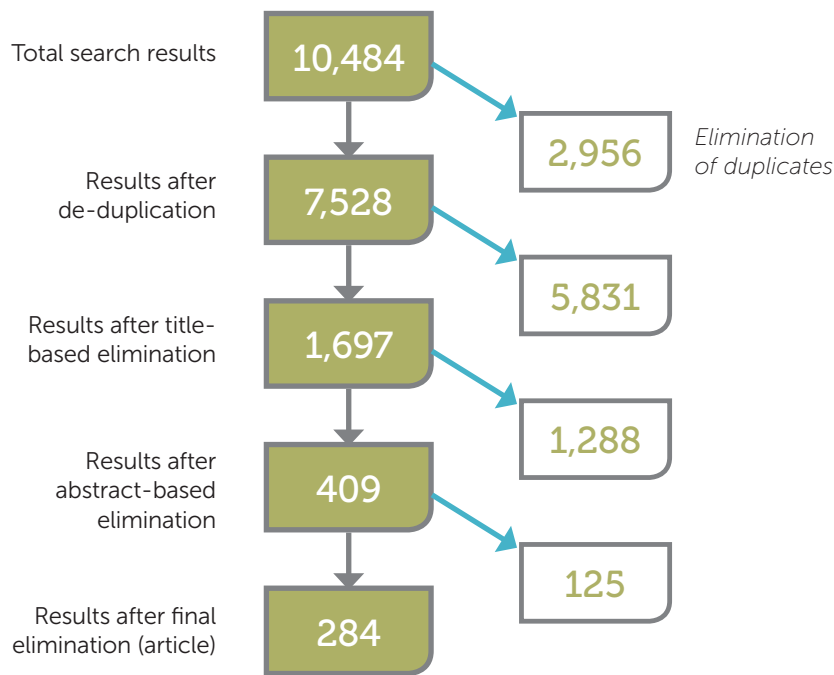 Total search results
10,484
2,956
Elimination
of duplicates
Results after
de-duplication
7,528
5,831
Results after title-
based elimination
1,697
1,288
Results after
abstract-based
elimination
409
125
Results after final
elimination (article)
284